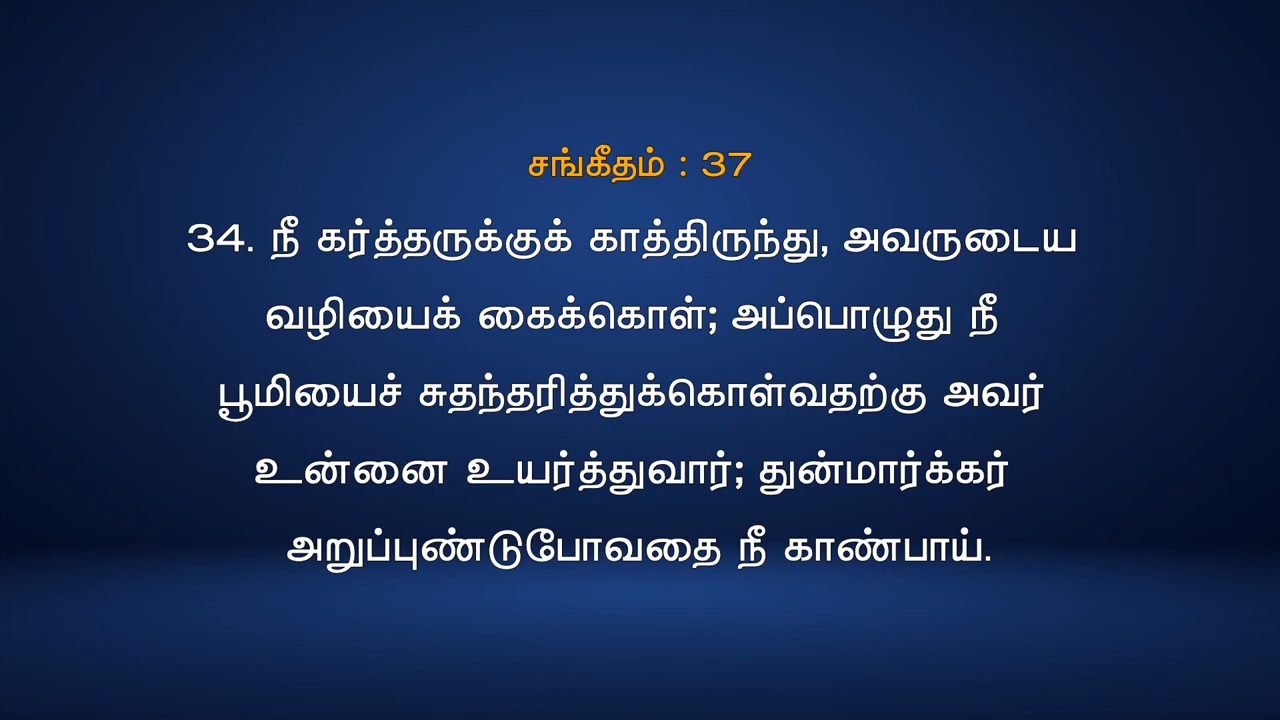 சங்கீதம் : 37
34. நீ கர்த்தருக்குக் காத்திருந்து, அவருடைய
வழியைக் கைக்கொள்; அப்பொழுது நீ
பூமியைச் சுதந்தரித்துக்கொள்வதற்கு அவர்
உன்னை உயர்த்துவார்; துன்மார்க்கர்
அறுப்புண்டுபோவதை நீ காண்பாய்.